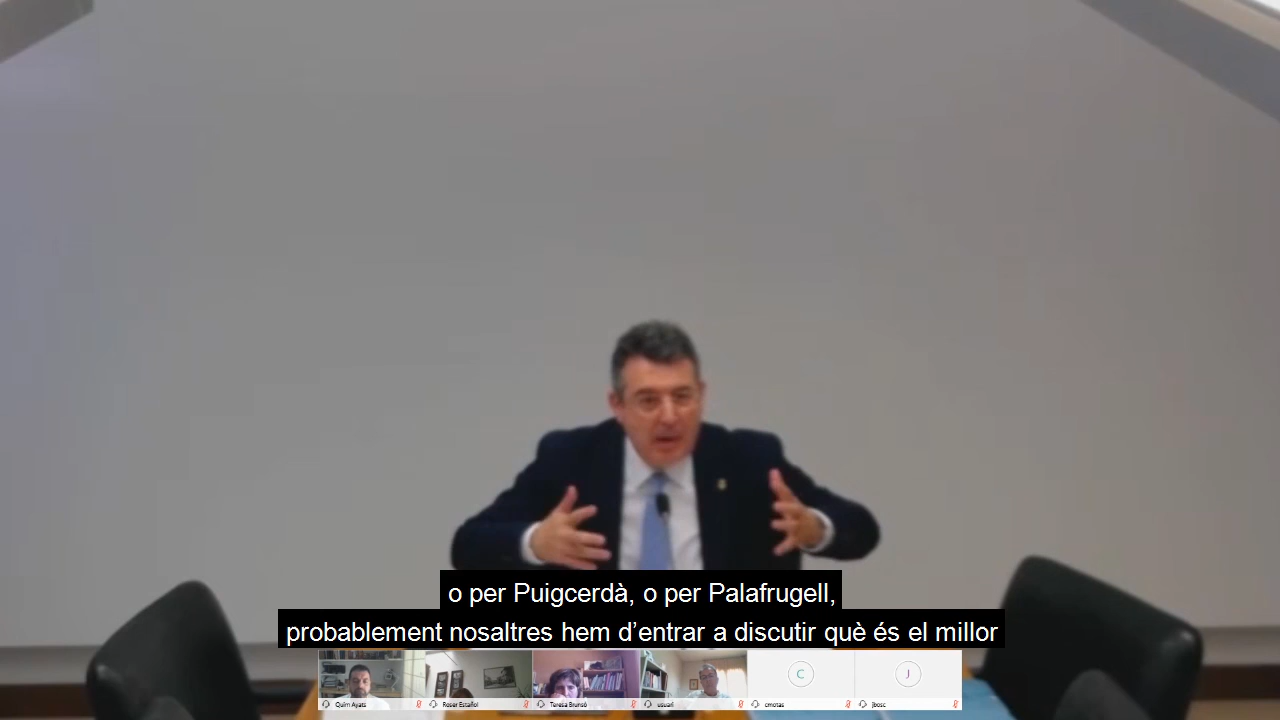 o per Puigcerdà, o per Palafrugell,
probablement nosaltres hem d’entrar a discutir què és el millor
C
J
Quim Ayats
Roser Estañol
Teresa Brunsó
usuari
cmotas
jbosc